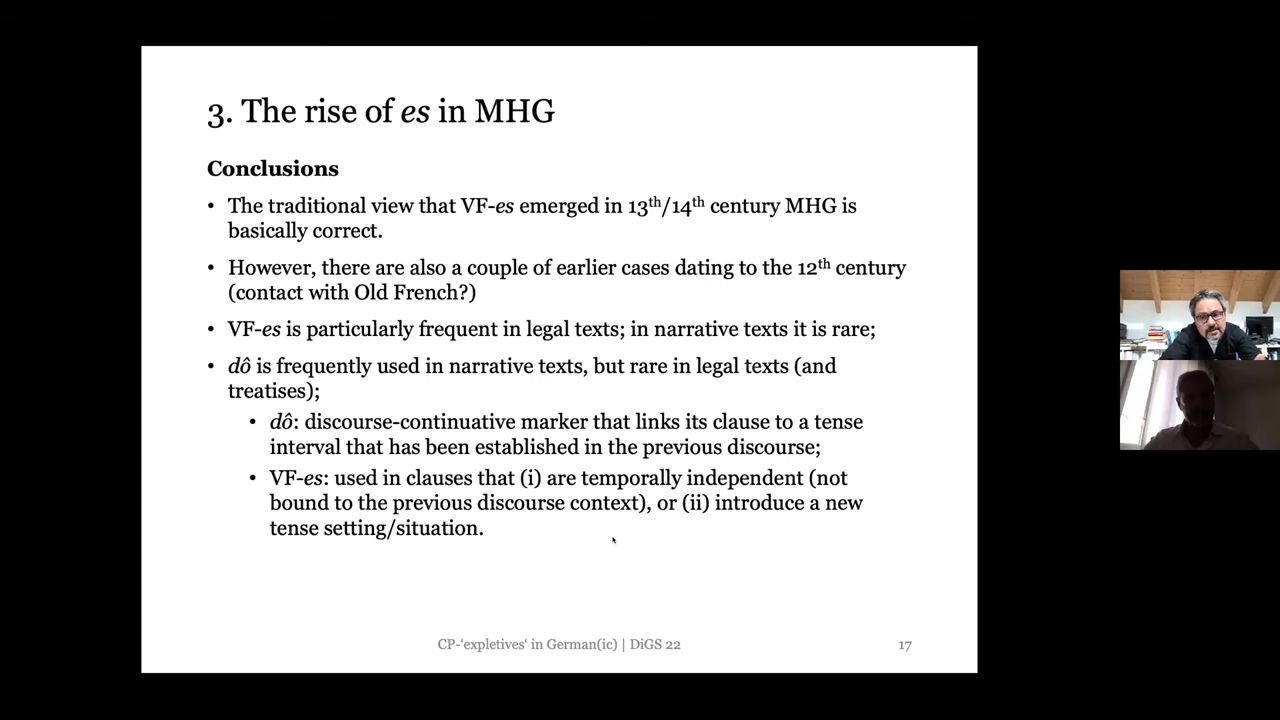 3. The rise of es in MHG
Conclusions
• The traditional view that VF-es emerged in 13th/14th century MHG is
basically correct.
• However, there are also a couple of earlier cases dating to the 12th century
(contact with Old French?)
• VF-es is particularly frequent in legal texts; in narrative texts it is rare;
• dô is frequently used in narrative texts, but rare in legal texts (and
treatises);
• dô: discourse-continuative marker that links its clause to a tense
interval that has been established in the previous discourse;
• VF-es: used in clauses that (i) are temporally independent (not
bound to the previous discourse context), or (ii) introduce a new
tense setting/situation.
CP-‘expletives‘ in German(ic) | DiGS 22
17